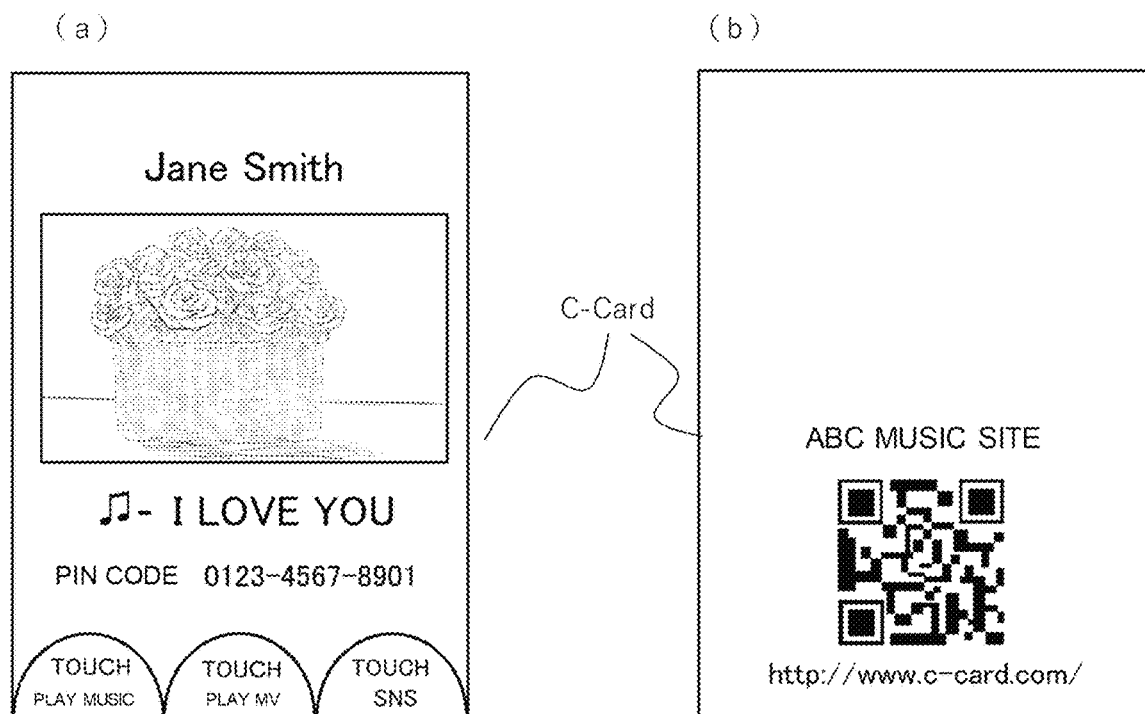 (a)
Jane Smith
♫- I LOVE YOU
PIN CODE 0123-4567-8901
TOUCH
PLAY MUSIC
TOUCH
PLAY MV
TOUCH
SNS
C-Card
(b)
ABC MUSIC SITE
http://www.c-card.com/